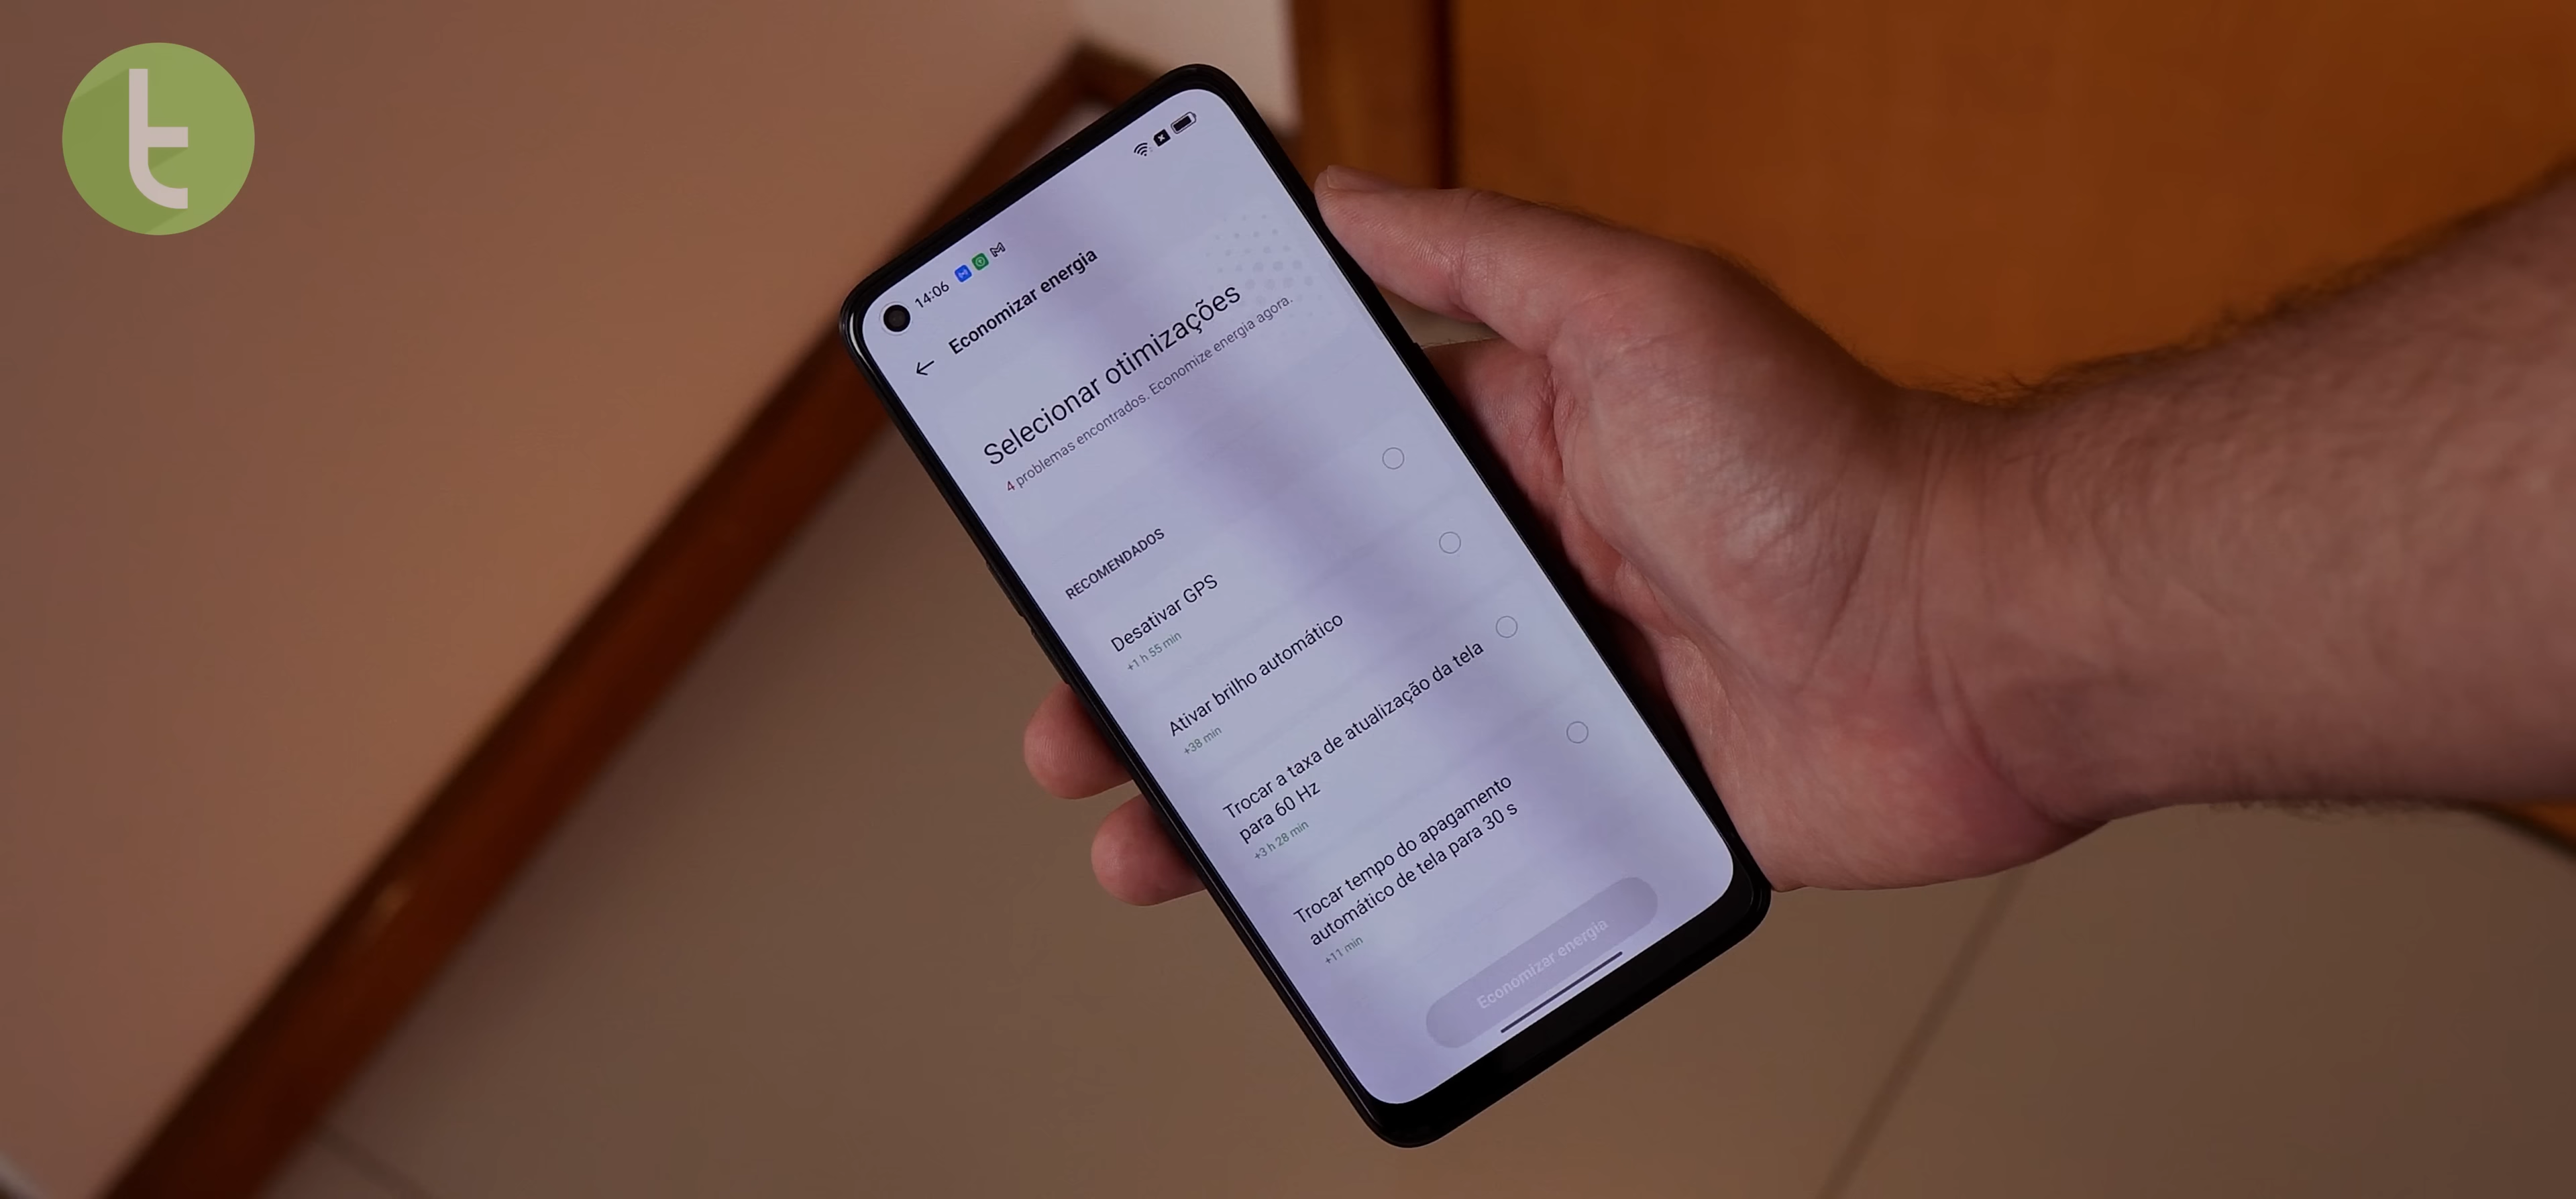 t
14:06
Economizar energia
Selecionar otimizações
4 problemas encontrados. Economize energia agora.
RECOMENDADOS
Desativar GPS
+1 h 55 min
Ativar brilho automático
+38 min
Trocar a taxa de atualização da tela
para 60 Hz
+3 h 28 min
Trocar tempo do apagamento
automático de tela para 30 s
+11 min
Economizar energia